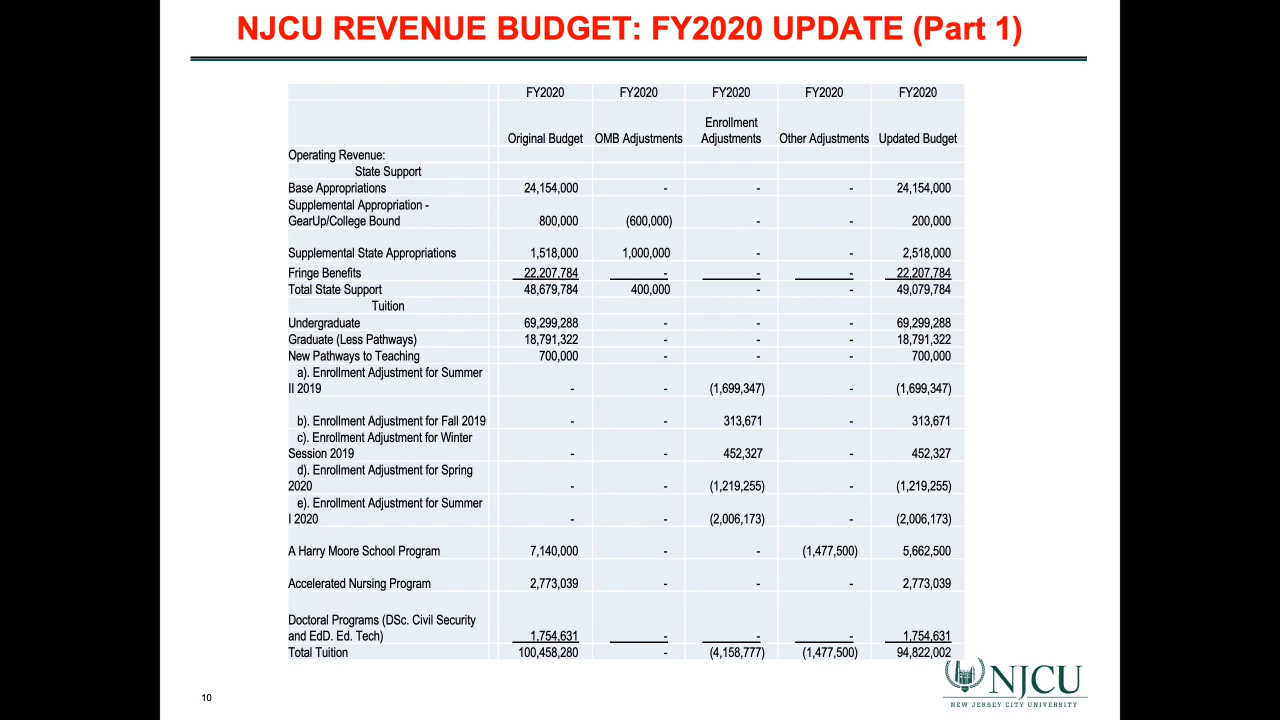 NJCU REVENUE BUDGET: FY2020 UPDATE (Part 1)
FY2020 FY2020 FY2020 FY2020 FY2020
Original Budget OMB Adjustments Enrollment Adjustments Other Adjustments Updated Budget
Operating Revenue:
State Support
Base Appropriations 24,154,000 - - - 24,154,000
Supplemental Appropriation -
GearUp/College Bound 800,000 (600,000) - - 200,000
Supplemental State Appropriations 1,518,000 1,000,000 - - 2,518,000
Fringe Benefits 22,207,784 - - - 22,207,784
Total State Support 48,679,784 400,000 - - 49,079,784
Tuition
Undergraduate 69,299,288 - - - 69,299,288
Graduate (Less Pathways) 18,791,322 - - - 18,791,322
New Pathways to Teaching 700,000 - - - 700,000
a). Enrollment Adjustment for Summer
II 2019 - - (1,699,347) - (1,699,347)
b). Enrollment Adjustment for Fall 2019 - - 313,671 - 313,671
c). Enrollment Adjustment for Winter
Session 2019 - - 452,327 - 452,327
d). Enrollment Adjustment for Spring
2020 - - (1,219,255) - (1,219,255)
e). Enrollment Adjustment for Summer
I 2020 - - (2,006,173) - (2,006,173)
A Harry Moore School Program 7,140,000 - - (1,477,500) 5,662,500
Accelerated Nursing Program 2,773,039 - - - 2,773,039
Doctoral Programs (DSc. Civil Security
and EdD. Ed. Tech) 1,754,631 - - - 1,754,631
Total Tuition 100,458,280 - (4,158,777) (1,477,500) 94,822,002
10
NJCU
NEW JERSEY CITY UNIVERSITY